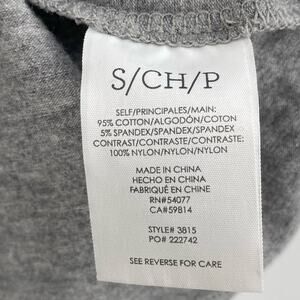 S/CH/P
SELF/PRINCIPALES/MAIN:
95% COTTON/ALGODÓN/COTON
5% SPANDEX/SPANDEX/SPANDEX
CONTRAST/CONTRASTE/CONTRASTE:
100% NYLON/NYLON/NYLON
MADE IN CHINA
HECHO EN CHINA
FABRIQUÉ EN CHINE
RN#54077
CA#59814
STYLE# 3815
PO# 222742
SEE REVERSE FOR CARE